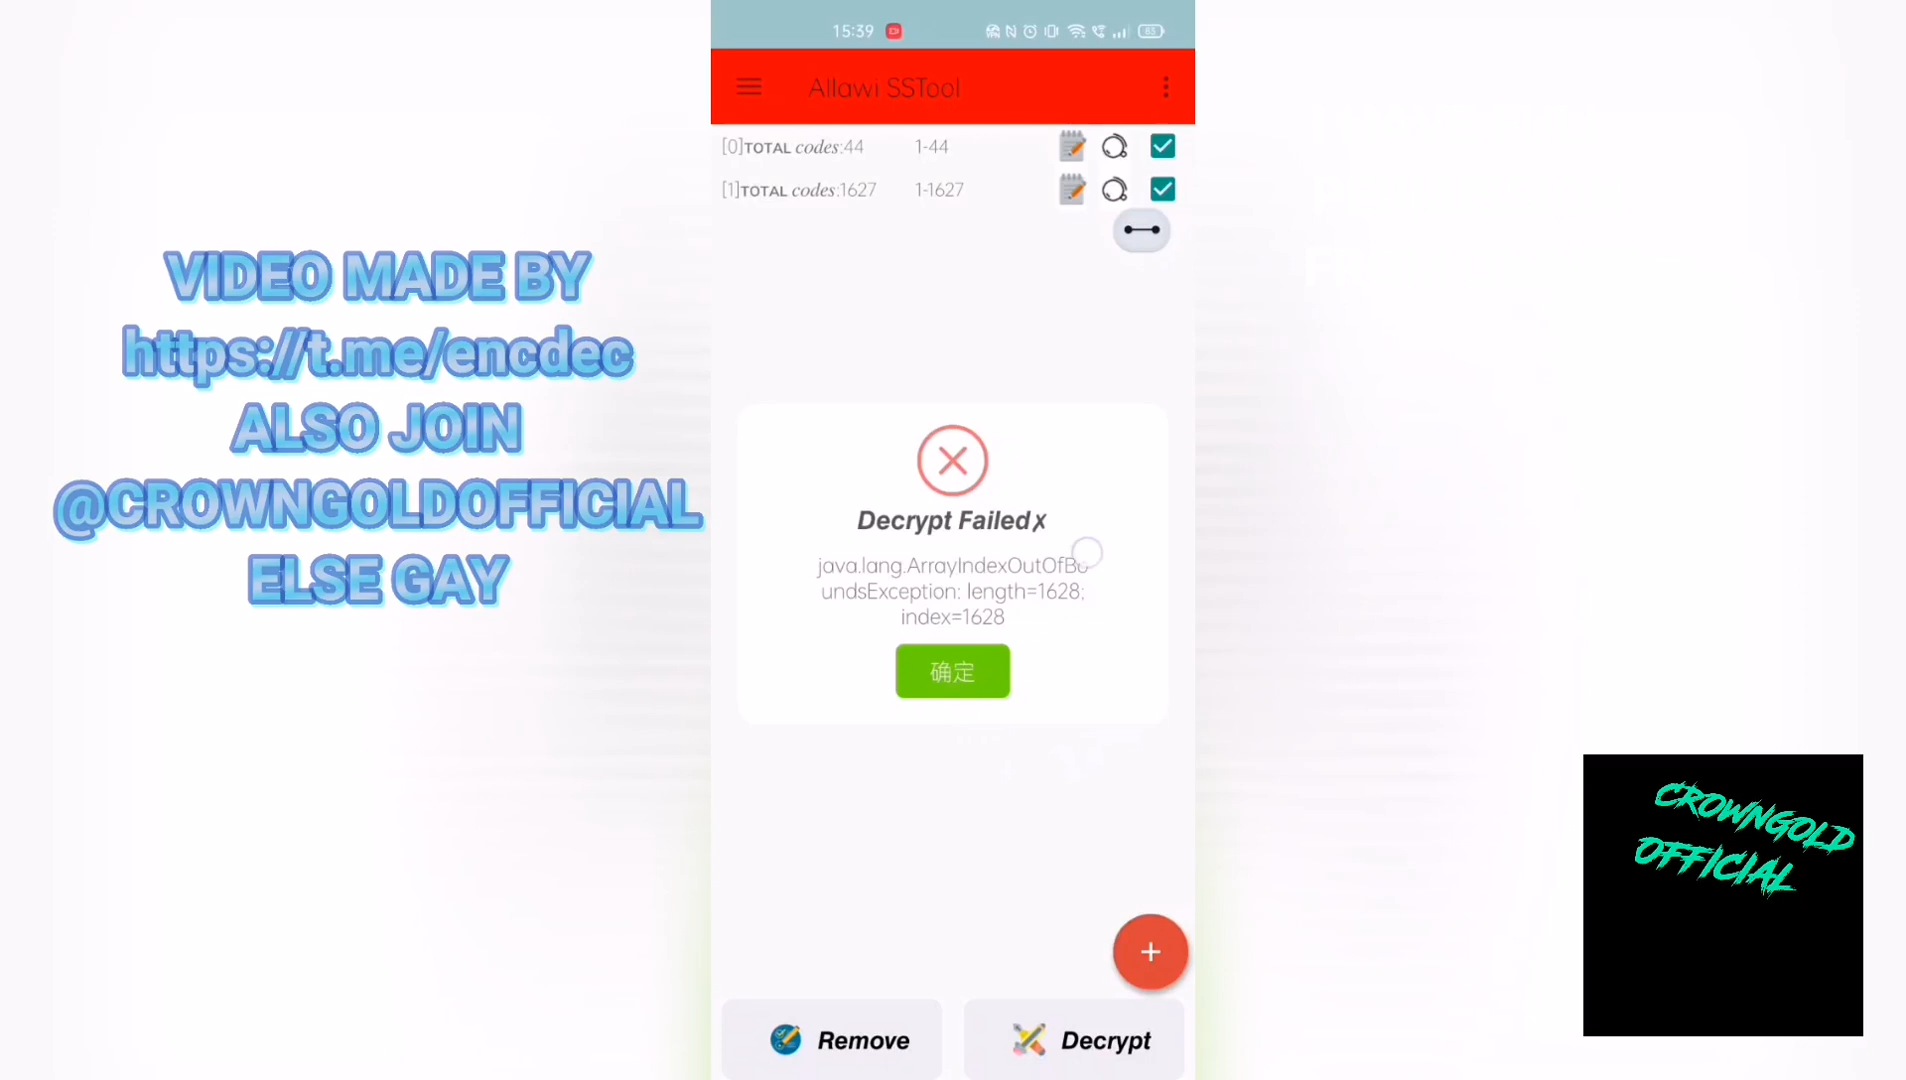 VIDEO MADE BY
https://t.me/encdec
ALSO JOIN
@CROWNGOLDOFFICIAL
ELSE GAY
15:39
83
Allawi SSTool
[0]TOTAL codes:44 1-44
[1]TOTAL codes:1627 1-1627
Decrypt Failed✗
java.lang.ArrayIndexOutOfBo
undsException: length=1628;
index=1628
确定
+
Remove
Decrypt
CROWNGOLD
OFFICIAL